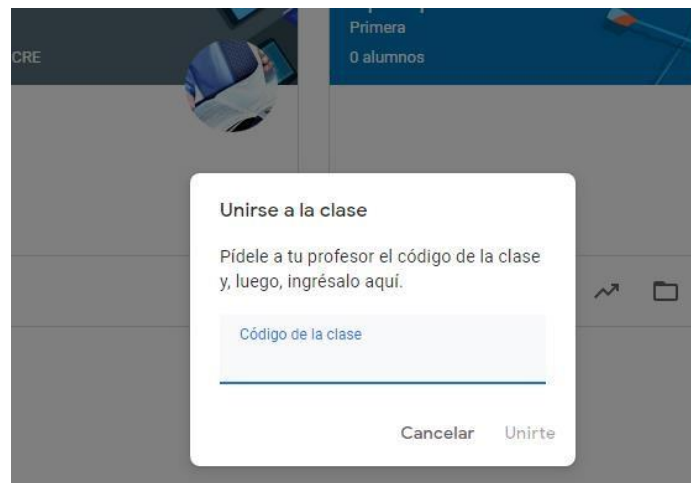 Primera
CRE
0 alumnos
Unirse a la clase
Pídele a tu profesor el código de la clase
y, luego, ingrésalo aquí.
Código de la clase
Cancelar Unirte